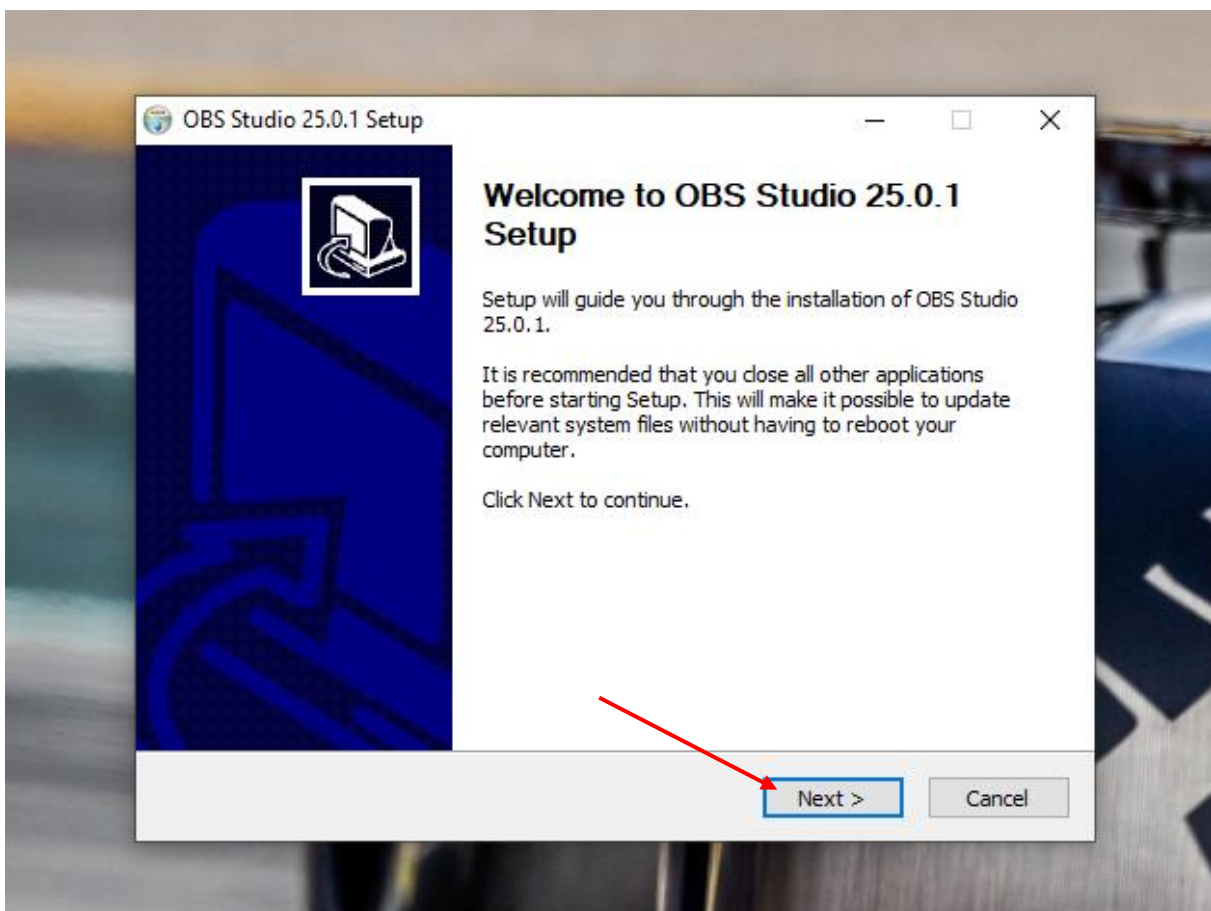 OBS Studio 25.0.1 Setup
Welcome to OBS Studio 25.0.1
Setup
Setup will guide you through the installation of OBS Studio
25.0.1.
It is recommended that you close all other applications
before starting Setup. This will make it possible to update
relevant system files without having to reboot your
computer.
Click Next to continue.
Next >
Cancel